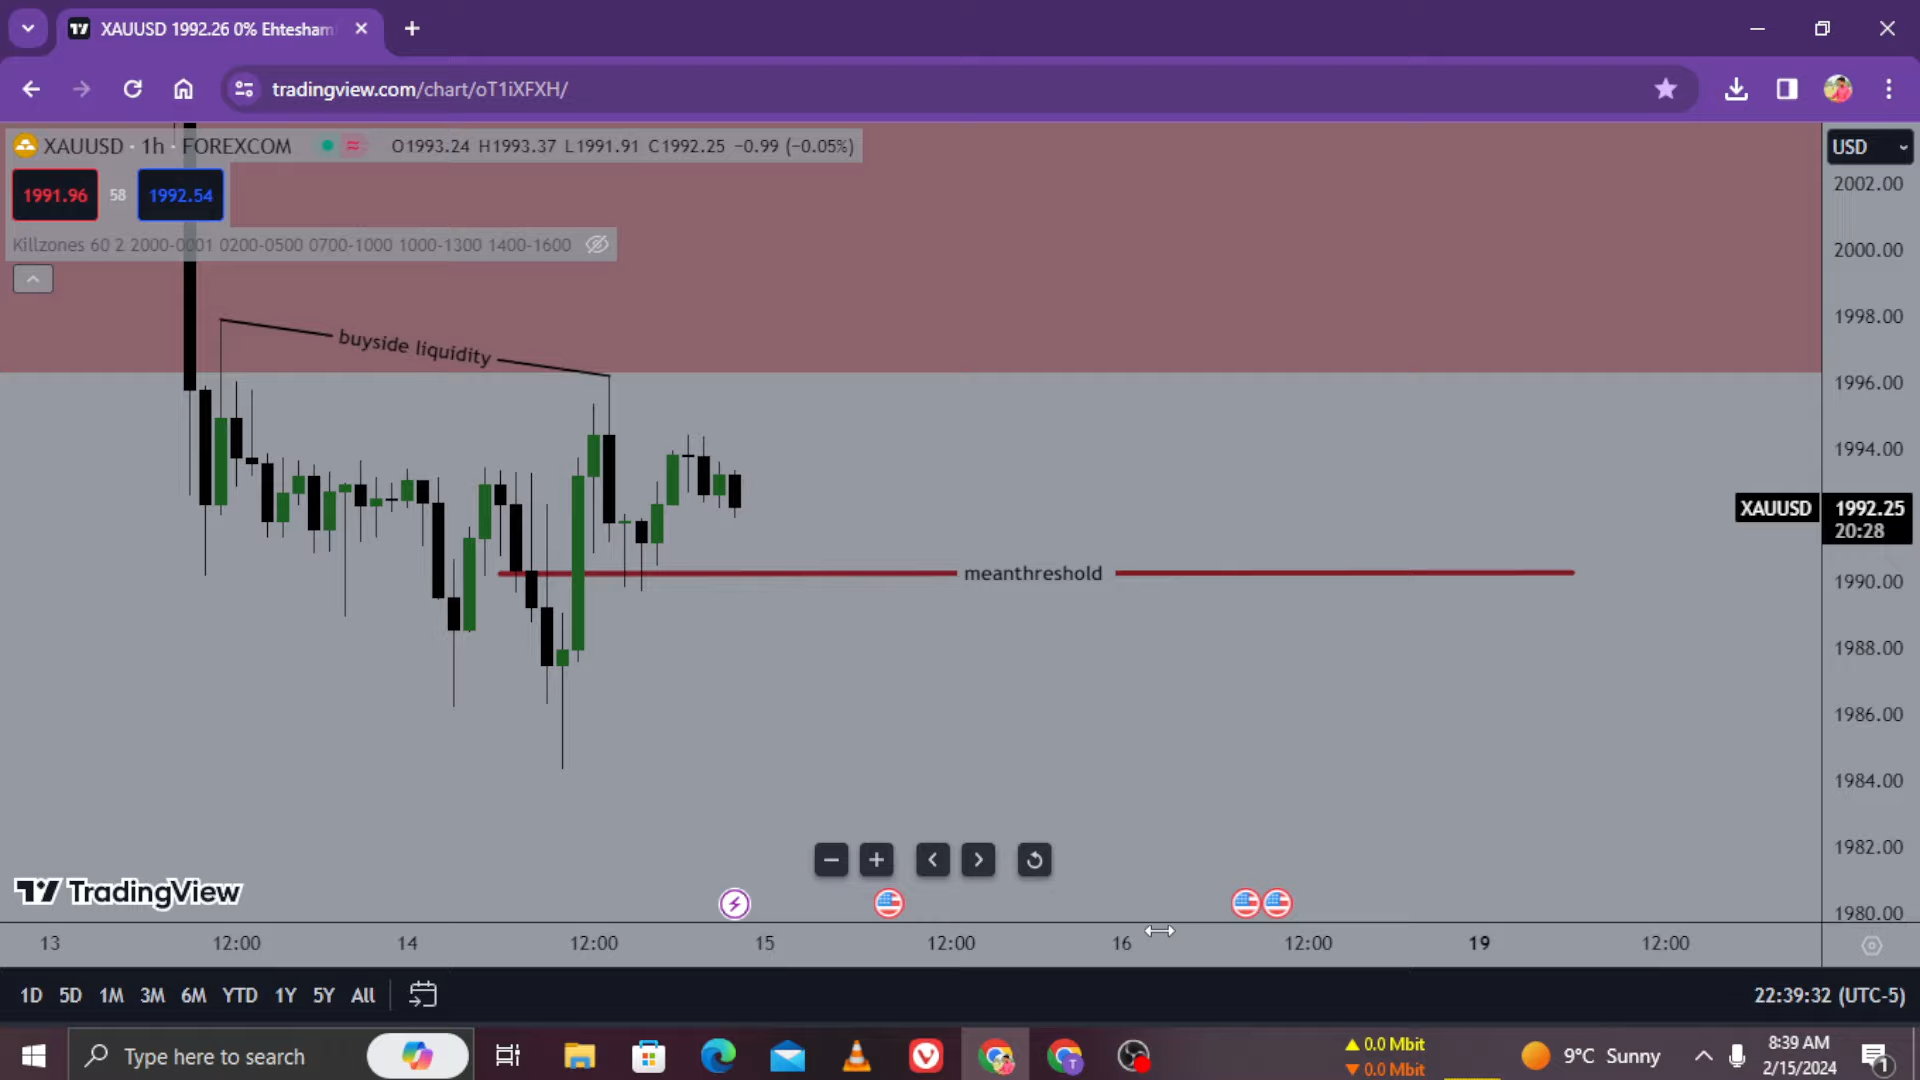 XAUUSD 1992.26 0% Ehtesham
tradingview.com/chart/oT1iXFXH/
XAUUSD · 1h · FOREXCOM O1993.24 H1993.37 L1991.91 C1992.25 −0.99 (−0.05%)
USD
1991.96 58 1992.54
Killzones 60 2 2000-0001 0200-0500 0700-1000 1000-1300 1400-1600
2002.00
2000.00
1998.00
buyside liquidity
1996.00
1994.00
XAUUSD 1992.25
20:28
meanthreshold
1990.00
1988.00
1986.00
1984.00
1982.00
TradingView
1980.00
13 12:00 14 12:00 15 12:00 16 12:00 19 12:00
1D 5D 1M 3M 6M YTD 1Y 5Y All 22:39:32 (UTC-5)
Type here to search
0.0 Mbit
0.0 Mbit
9°C Sunny
8:39 AM
2/15/2024
1